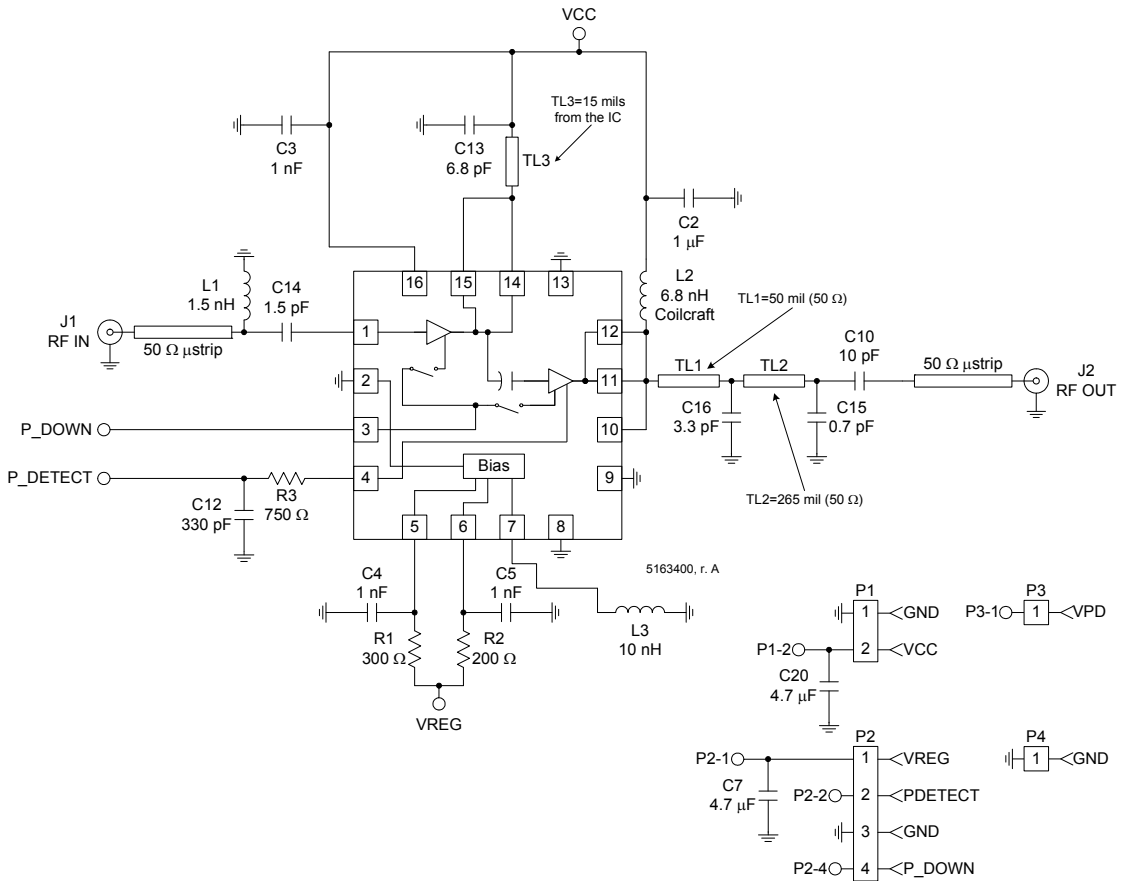 VCC
TL3=15 mils
from the IC
C3
1 nF
C13
6.8 pF
TL3
C2
1 µF
16
15
14
13
L1
1.5 nH
C14
1.5 pF
L2
6.8 nH
Coilcraft
TL1=50 mil (50 Ω)
J1
RF IN
50 Ω µstrip
1
12
C10
10 pF
2
11
TL1
TL2
50 Ω µstrip
J2
RF OUT
C16
3.3 pF
C15
0.7 pF
P_DOWN
3
10
P_DETECT
4
Bias
9
R3
750 Ω
C12
330 pF
TL2=265 mil (50 Ω)
5
6
7
8
5163400, r. A
C4
1 nF
C5
1 nF
L3
10 nH
R1
300 Ω
R2
200 Ω
VREG
P1
1
GND
P1-2
2
VCC
C20
4.7 µF
P3
P3-1
1
VPD
P2
P2-1
1
VREG
C7
4.7 µF
P2-2
2
PDETECT
3
GND
P2-4
4
P_DOWN
P4
1
GND